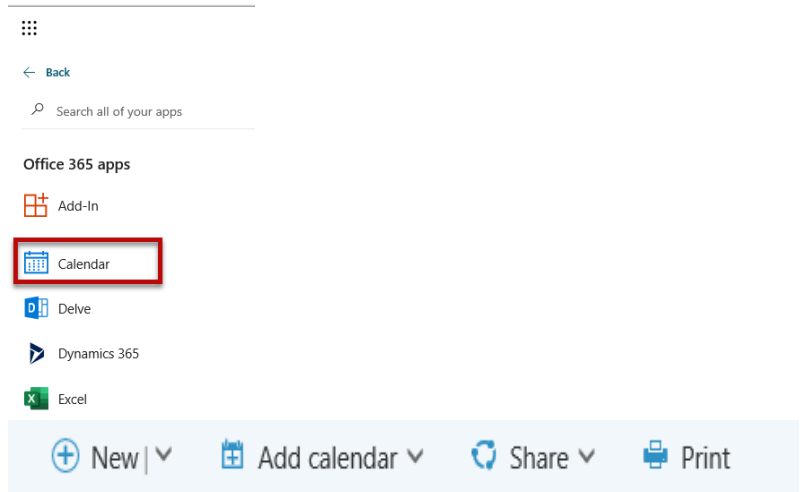 Back
Search all of your apps
Office 365 apps
Add-In
Calendar
Delve
Dynamics 365
Excel
New Add calendar Share Print